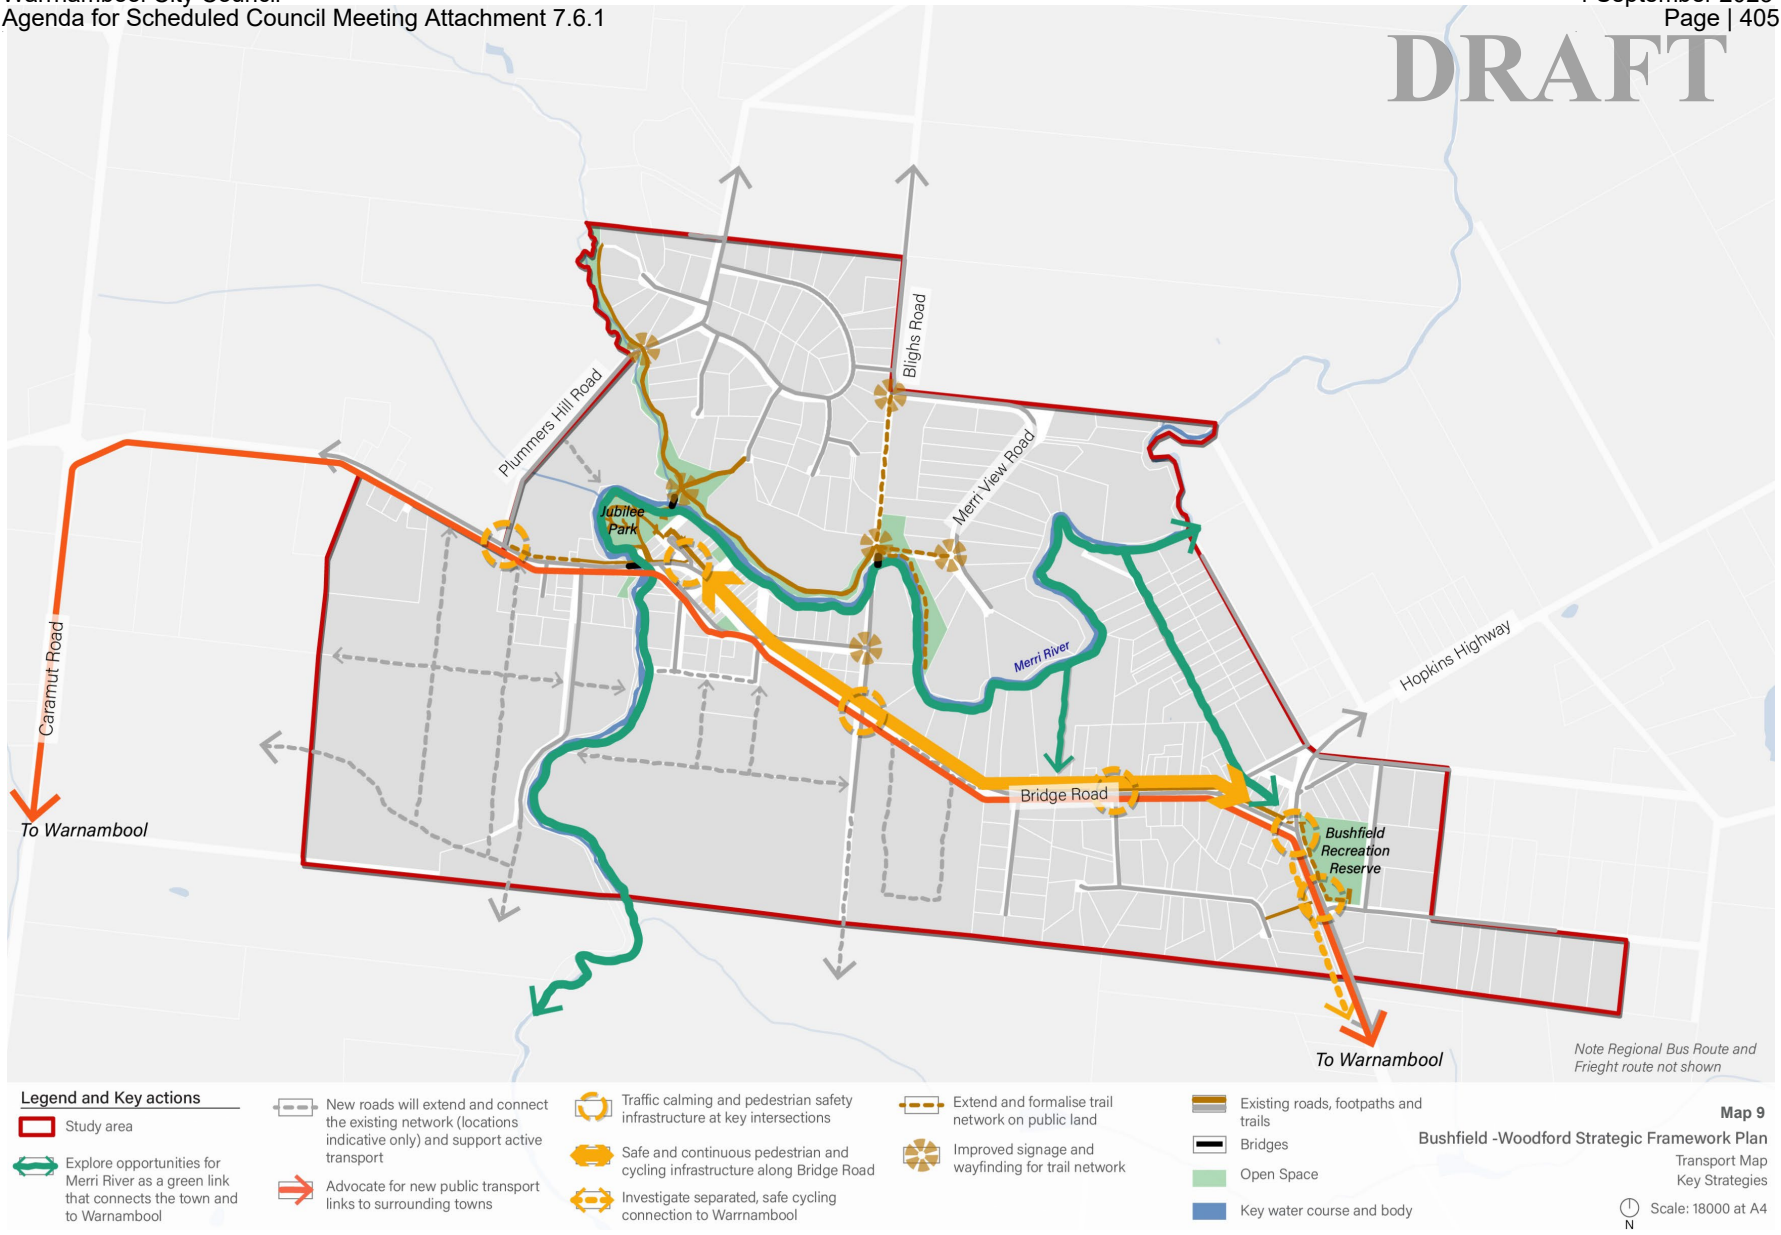 Warrnambool City Council
Agenda for Scheduled Council Meeting Attachment 7.6.1
Page | 405
DRAFT
Blighs Road
Plummers Hill Road
Merri View Road
Jubilee
Park
Merri River
Hopkins Highway
Caramut Road
To Warnambool
Bridge Road
Bushfield
Recreation
Reserve
To Warnambool
Note Regional Bus Route and
Frieght route not shown
Legend and Key actions
Study area
Explore opportunities for
Merri River as a green link
that connects the town and
to Warnambool
New roads will extend and connect
the existing network (locations
indicative only) and support active
transport
Advocate for new public transport
links to surrounding towns
Traffic calming and pedestrian safety
infrastructure at key intersections
Safe and continuous pedestrian and
cycling infrastructure along Bridge Road
Investigate separated, safe cycling
connection to Warrnambool
Extend and formalise trail
network on public land
Improved signage and
wayfinding for trail network
Existing roads, footpaths and
trails
Bridges
Open Space
Key water course and body
Map 9
Bushfield -Woodford Strategic Framework Plan
Transport Map
Key Strategies
Scale: 18000 at A4
N